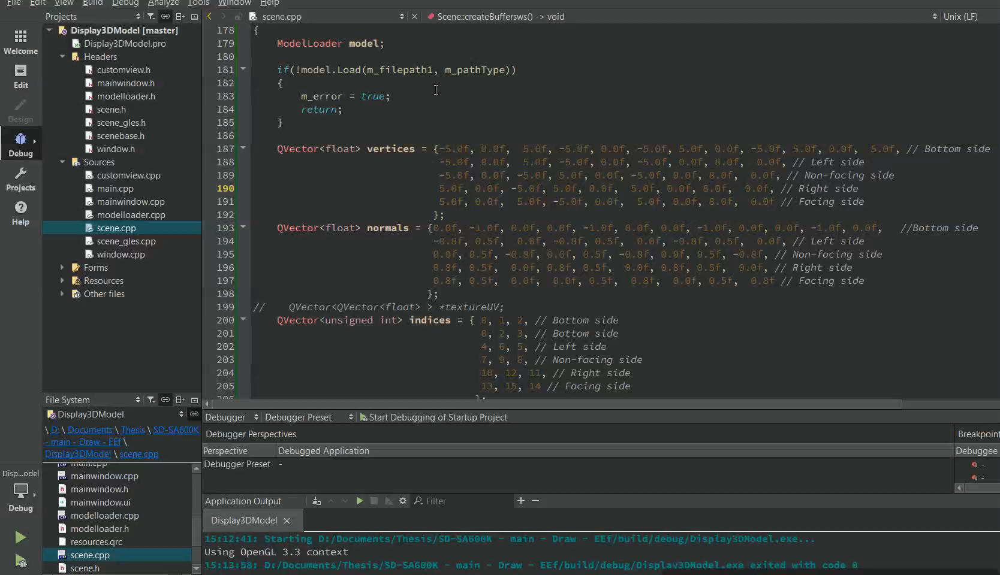 File Edit View Build Debug Analyze Tools Window Help
Projects
scene.cpp
Scene::createBuffersws() -> void
Unix (LF)
Welcome
Edit
Design
Debug
Projects
Help
Display3DModel [master]
Display3DModel.pro
Headers
customview.h
mainwindow.h
modelloader.h
scene.h
scene_gles.h
scenebase.h
window.h
Sources
customview.cpp
main.cpp
mainwindow.cpp
modelloader.cpp
scene.cpp
scene_gles.cpp
window.cpp
Forms
Resources
Other files
178 {
179 ModelLoader model;
180
181 if(!model.Load(m_filepath1, m_pathType))
182 {
183 m_error = true;
184 return;
185 }
186
187 QVector<float> vertices = {-5.0f, 0.0f, 5.0f, -5.0f, 0.0f, -5.0f, 5.0f, 0.0f, -5.0f, 5.0f, 0.0f, 5.0f, // Bottom side
188 -5.0f, 0.0f, 5.0f, -5.0f, 0.0f, -5.0f, 0.0f, 8.0f, 0.0f, // Left side
189 -5.0f, 0.0f, -5.0f, 5.0f, 0.0f, -5.0f, 0.0f, 8.0f, 0.0f, // Non-facing side
190 5.0f, 0.0f, -5.0f, 5.0f, 0.0f, 5.0f, 0.0f, 8.0f, 0.0f, // Right side
191 5.0f, 0.0f, 5.0f, -5.0f, 0.0f, 5.0f, 0.0f, 8.0f, 0.0f // Facing side
192 };
193 QVector<float> normals = {0.0f, -1.0f, 0.0f, 0.0f, -1.0f, 0.0f, 0.0f, -1.0f, 0.0f, 0.0f, -1.0f, 0.0f, //Bottom side
194 -0.8f, 0.5f, 0.0f, -0.8f, 0.5f, 0.0f, -0.8f, 0.5f, 0.0f, // Left side
195 0.0f, 0.5f, -0.8f, 0.0f, 0.5f, -0.8f, 0.0f, 0.5f, -0.8f, // Non-facing side
196 0.8f, 0.5f, 0.0f, 0.8f, 0.5f, 0.0f, 0.8f, 0.5f, 0.0f, // Right side
197 0.8f, 0.5f, 0.0f, 0.0f, 0.5f, 0.8f, 0.0f, 0.5f, 0.8f // Facing side
198 };
199 // QVector<QVector<float> > *textureUV;
200 QVector<unsigned int> indices = { 0, 1, 2, // Bottom side
201 0, 2, 3, // Bottom side
202 4, 6, 5, // Left side
203 7, 9, 8, // Non-facing side
204 10, 12, 11, // Right side
205 13, 15, 14 // Facing side
206 };
File System
Display3DModel
\ D: \ Documents \ Thesis \ SD-SA600K
- main - Draw - EEf \
Display3DModel \ scene.cpp
main.cpp
mainwindow.cpp
mainwindow.h
mainwindow.ui
modelloader.cpp
modelloader.h
resources.qrc
scene.cpp
scene.h
Disp...odel
Debug
Debugger
Debugger Preset
Start Debugging of Startup Project
Debugger Perspectives
Breakpoint
Perspective
Debugged Application
Debuggee
Debugger Preset -
-
-
Application Output
Filter
Display3DModel
15:12:41: Starting D:/Documents/Thesis/SD-SA600K - main - Draw - EEf/build/debug/Display3DModel.exe...
Using OpenGL 3.3 context
15:13:58: D:/Documents/Thesis/SD-SA600K - main - Draw - EEf/build/debug/Display3DModel.exe exited with code 0